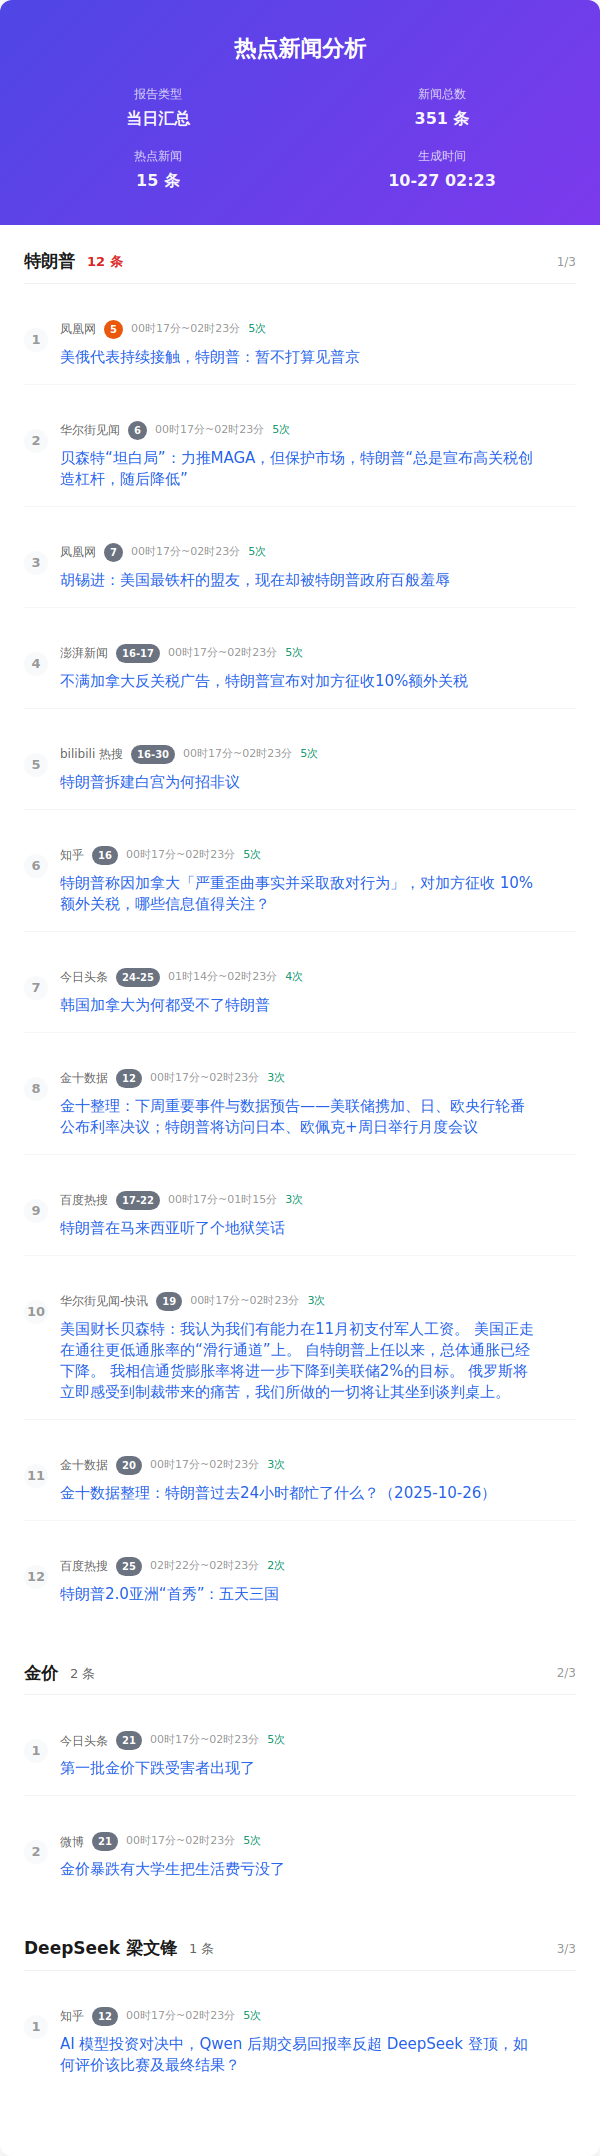 热点新闻分析
报告类型
新闻总数
当日汇总
351 条
热点新闻
生成时间
15 条
10-27 02:23
特朗普 12 条 1/3
1
凤凰网 5 00时17分~02时23分 5次
美俄代表持续接触，特朗普：暂不打算见普京
2
华尔街见闻 6 00时17分~02时23分 5次
贝森特“坦白局”：力推MAGA，但保护市场，特朗普“总是宣布高关税创
造杠杆，随后降低”
3
凤凰网 7 00时17分~02时23分 5次
胡锡进：美国最铁杆的盟友，现在却被特朗普政府百般羞辱
4
澎湃新闻 16-17 00时17分~02时23分 5次
不满加拿大反关税广告，特朗普宣布对加方征收10%额外关税
5
bilibili 热搜 16-30 00时17分~02时23分 5次
特朗普拆建白宫为何招非议
6
知乎 16 00时17分~02时23分 5次
特朗普称因加拿大「严重歪曲事实并采取敌对行为」，对加方征收 10%
额外关税，哪些信息值得关注？
7
今日头条 24-25 01时14分~02时23分 4次
韩国加拿大为何都受不了特朗普
8
金十数据 12 00时17分~02时23分 3次
金十整理：下周重要事件与数据预告——美联储携加、日、欧央行轮番
公布利率决议；特朗普将访问日本、欧佩克+周日举行月度会议
9
百度热搜 17-22 00时17分~01时15分 3次
特朗普在马来西亚听了个地狱笑话
10
华尔街见闻-快讯 19 00时17分~02时23分 3次
美国财长贝森特：我认为我们有能力在11月初支付军人工资。 美国正走
在通往更低通胀率的“滑行通道”上。 自特朗普上任以来，总体通胀已经
下降。 我相信通货膨胀率将进一步下降到美联储2%的目标。 俄罗斯将
立即感受到制裁带来的痛苦，我们所做的一切将让其坐到谈判桌上。
11
金十数据 20 00时17分~02时23分 3次
金十数据整理：特朗普过去24小时都忙了什么？（2025-10-26）
12
百度热搜 25 02时22分~02时23分 2次
特朗普2.0亚洲“首秀”：五天三国
金价 2 条 2/3
1
今日头条 21 00时17分~02时23分 5次
第一批金价下跌受害者出现了
2
微博 21 00时17分~02时23分 5次
金价暴跌有大学生把生活费亏没了
DeepSeek 梁文锋 1 条 3/3
1
知乎 12 00时17分~02时23分 5次
AI 模型投资对决中，Qwen 后期交易回报率反超 DeepSeek 登顶，如
何评价该比赛及最终结果？